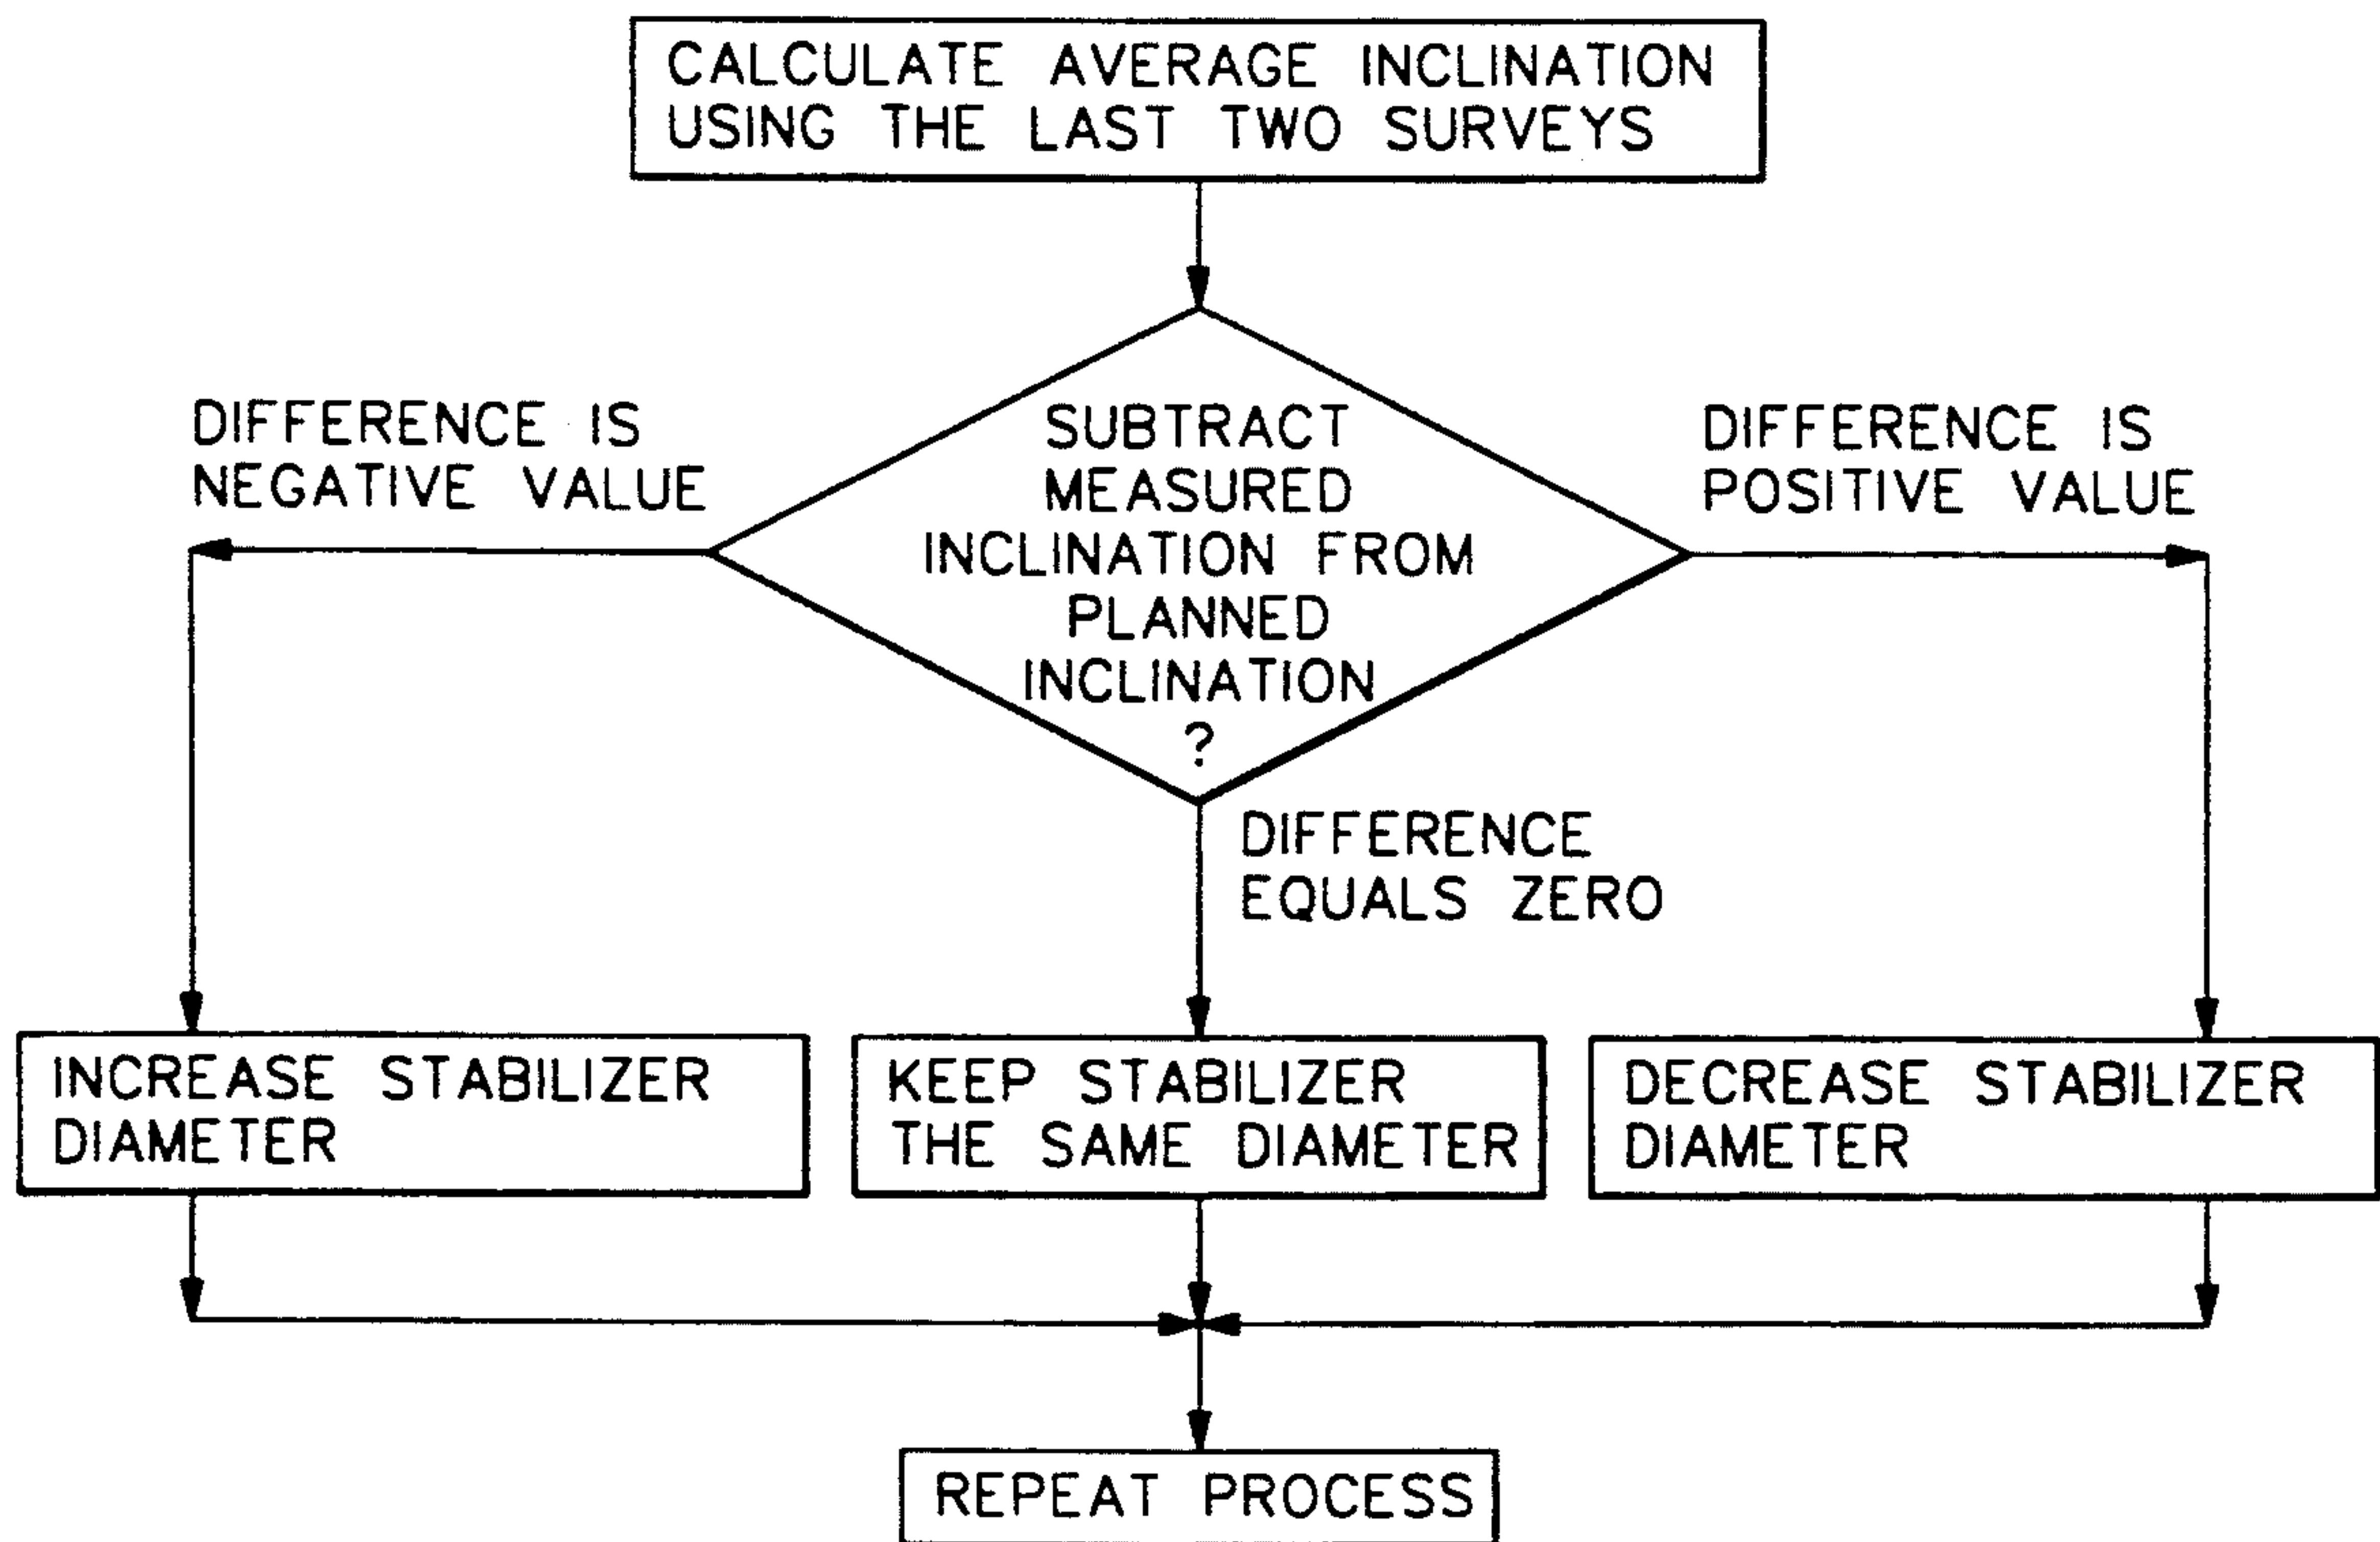 CALCULATE AVERAGE INCLINATION
USING THE LAST TWO SURVEYS
SUBTRACT
MEASURED
INCLINATION FROM
PLANNED
INCLINATION
?
DIFFERENCE IS
NEGATIVE VALUE
DIFFERENCE IS
POSITIVE VALUE
DIFFERENCE
EQUALS ZERO
INCREASE STABILIZER
DIAMETER
KEEP STABILIZER
THE SAME DIAMETER
DECREASE STABILIZER
DIAMETER
REPEAT PROCESS